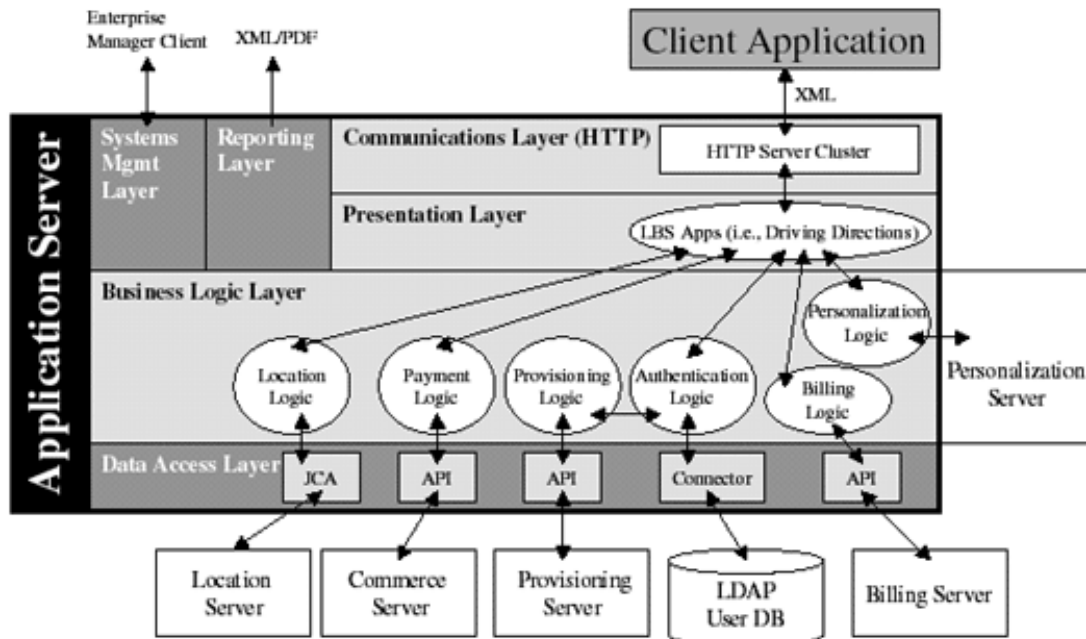 Enterprise
Manager Client
XML/PDF
Client Application
XML
Application Server
Systems
Mgmt
Layer
Reporting
Layer
Communications Layer (HTTP)
HTTP Server Cluster
Presentation Layer
LBS Apps (i.e., Driving Directions)
Business Logic Layer
Personalization
Logic
Location
Logic
Payment
Logic
Provisioning
Logic
Authentication
Logic
Billing
Logic
Personalization
Server
Data Access Layer
JCA
API
API
Connector
API
Location
Server
Commerce
Server
Provisioning
Server
LDAP
User DB
Billing Server